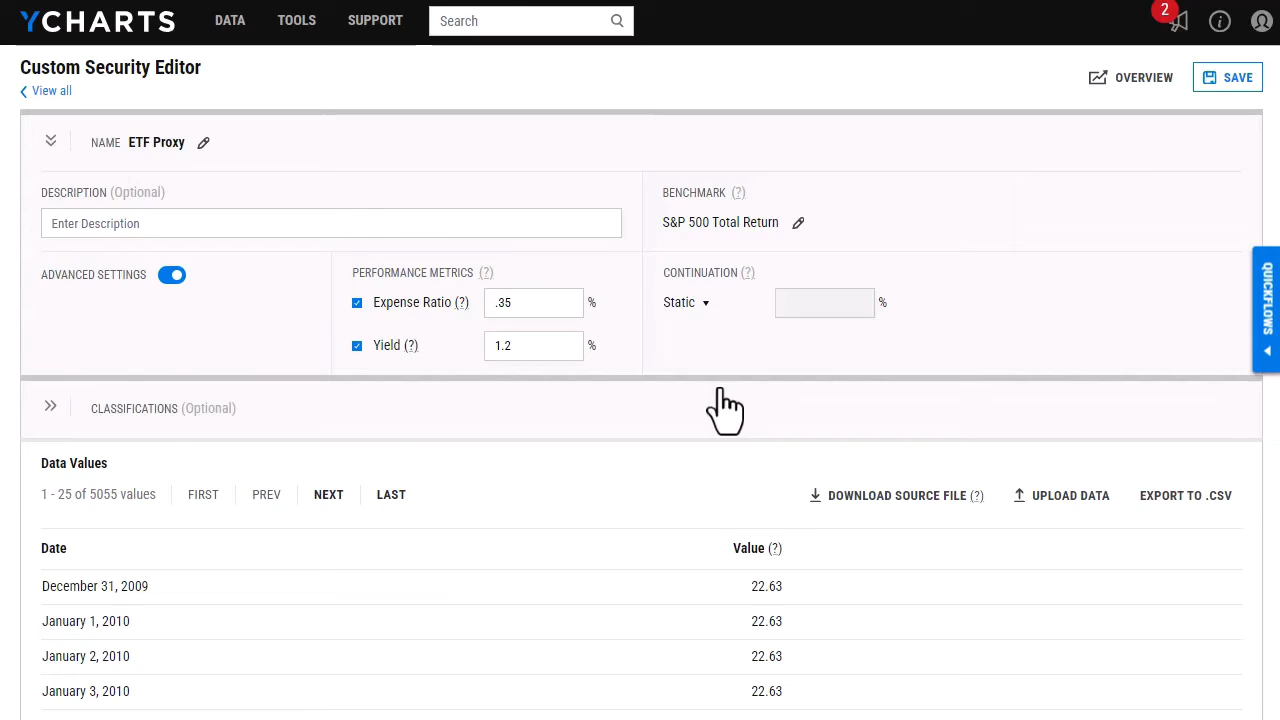 YCHARTS DATA TOOLS SUPPORT Search 2
Custom Security Editor
View all
OVERVIEW SAVE
NAME ETF Proxy
DESCRIPTION (Optional)
Enter Description
BENCHMARK (?)
S&P 500 Total Return
ADVANCED SETTINGS
PERFORMANCE METRICS (?)
Expense Ratio (?) .35 %
Yield (?) 1.2 %
CONTINUATION (?)
Static %
QUICKFLOWS
CLASSIFICATIONS (Optional)
Data Values
1 - 25 of 5055 values FIRST PREV NEXT LAST DOWNLOAD SOURCE FILE (?) UPLOAD DATA EXPORT TO .CSV
Date Value (?)
December 31, 2009 22.63
January 1, 2010 22.63
January 2, 2010 22.63
January 3, 2010 22.63